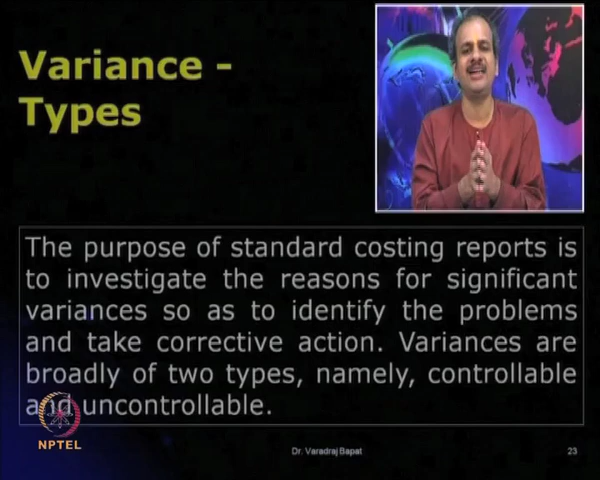 Variance -
Types
The purpose of standard costing reports is
to investigate the reasons for significant
variances so as to identify the problems
and take corrective action. Variances are
broadly of two types, namely, controllable
and uncontrollable.
NPTEL
Dr. Varadraj Bapat
23